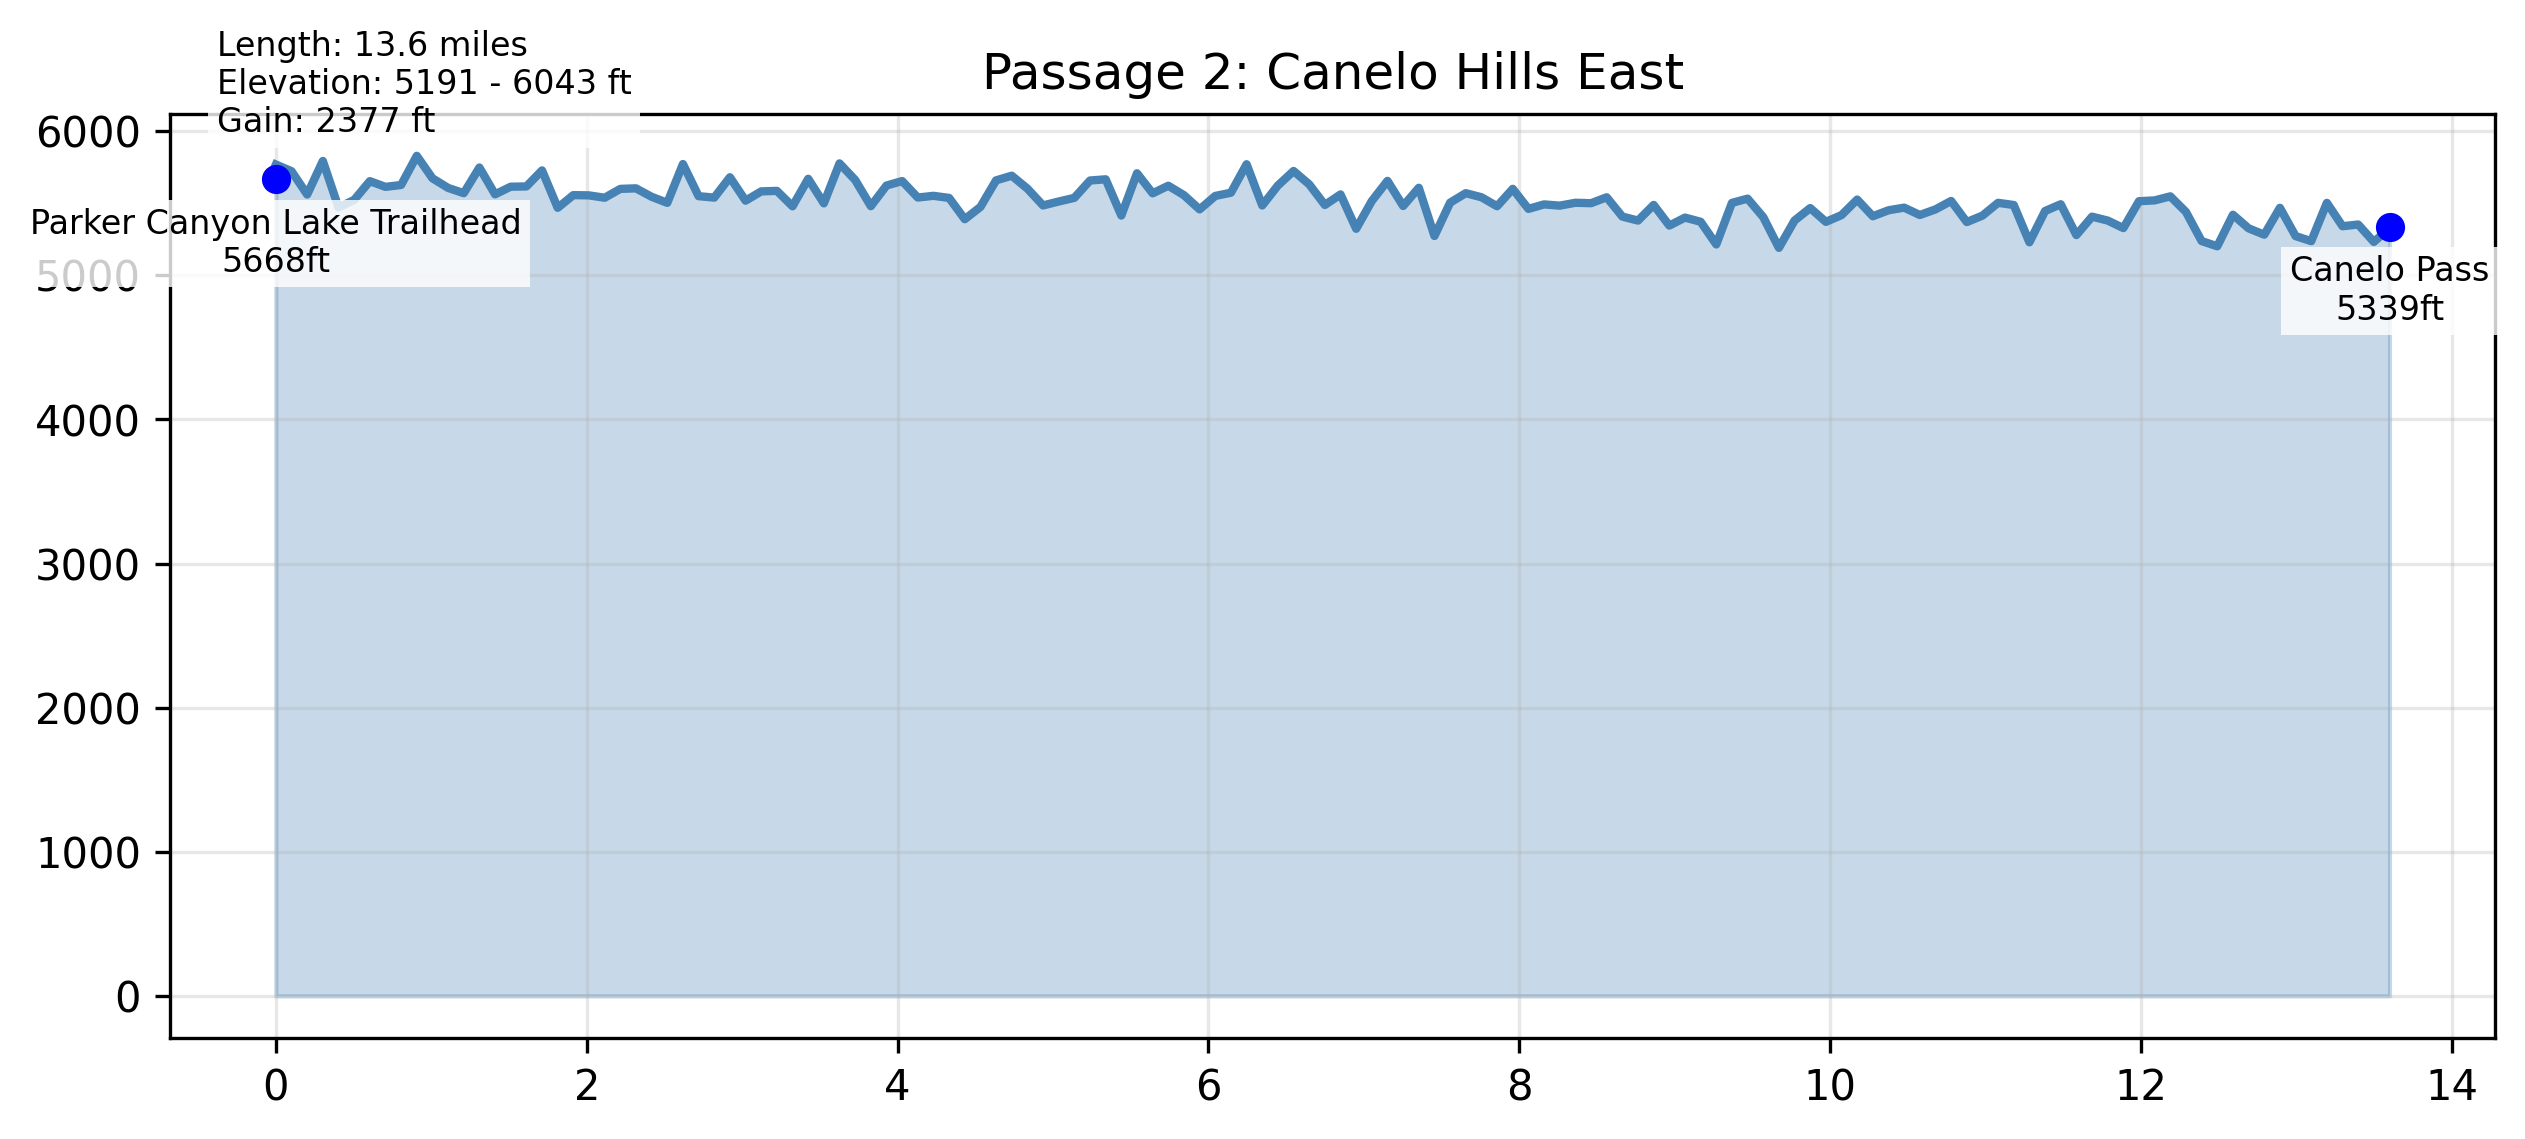 Length: 13.6 miles
Elevation: 5191 - 6043 ft
Gain: 2377 ft
Passage 2: Canelo Hills East
6000
5000
4000
3000
2000
1000
0
Parker Canyon Lake Trailhead
5668ft
Canelo Pass
5339ft
0 2 4 6 8 10 12 14